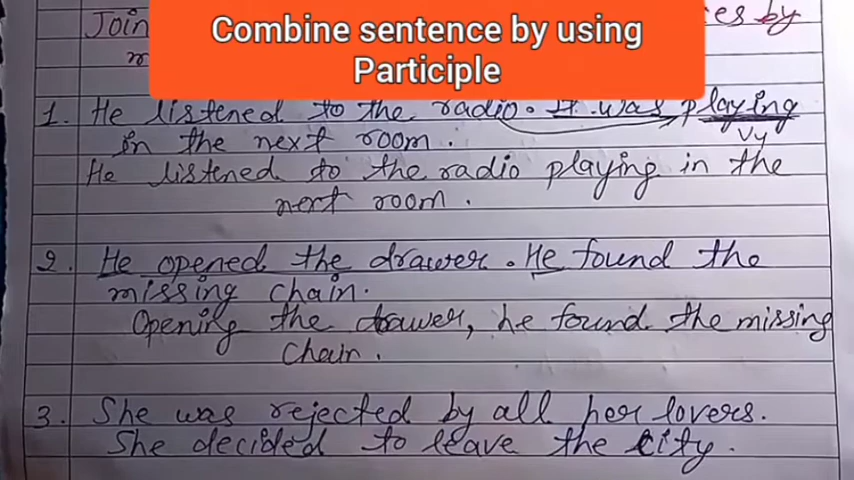 Join
Combine sentence by using
Participle
es by
1. He listened to the radio. It was playing
in the next room.
V4
He listened to the radio playing in the
next room.
2. He opened the drawer. He found the
missing chain.
Opening the drawer, he found the missing
chain.
3. She was rejected by all her lovers.
She decided to leave the city.